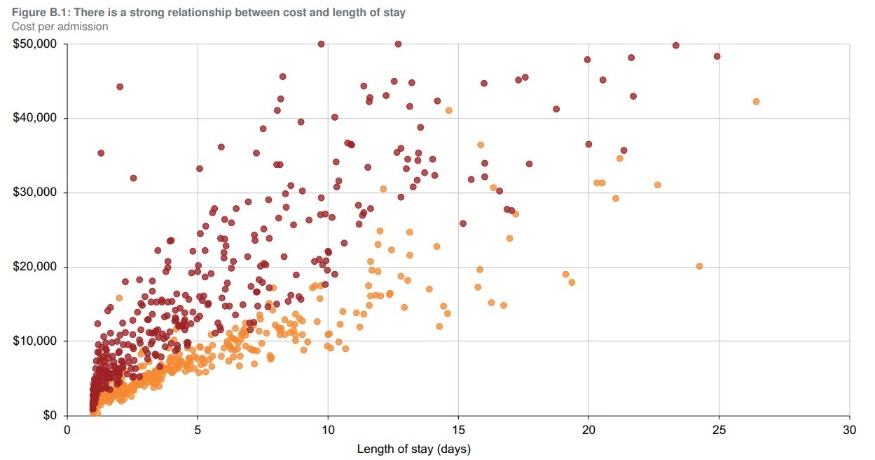 Figure B.1: There is a strong relationship between cost and length of stay
Cost per admission
$50,000
$40,000
$30,000
$20,000
$10,000
$0
0 5 10 15 20 25 30
Length of stay (days)